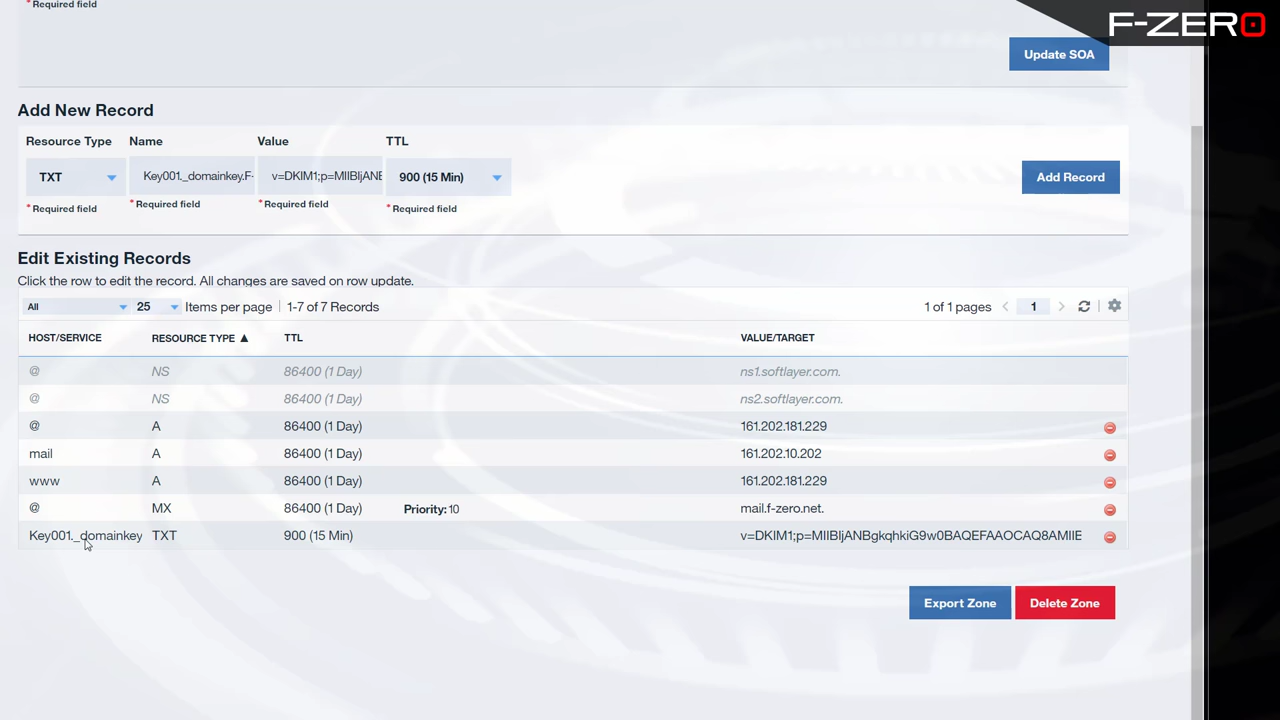 * Required field
F-ZERO
Update SOA
Add New Record
Resource Type Name Value TTL
TXT Key001._domainkey.F- v=DKIM1;p=MIIBIjANB 900 (15 Min) Add Record
* Required field * Required field * Required field * Required field
Edit Existing Records
Click the row to edit the record. All changes are saved on row update.
All 25 Items per page 1-7 of 7 Records 1 of 1 pages 1
HOST/SERVICE RESOURCE TYPE ▲ TTL VALUE/TARGET
@ NS 86400 (1 Day) ns1.softlayer.com.
@ NS 86400 (1 Day) ns2.softlayer.com.
@ A 86400 (1 Day) 161.202.181.229
mail A 86400 (1 Day) 161.202.10.202
www A 86400 (1 Day) 161.202.181.229
@ MX 86400 (1 Day) Priority: 10 mail.f-zero.net.
Key001._domainkey TXT 900 (15 Min) v=DKIM1;p=MIIBIjANBgkqhkiG9w0BAQEFAAOCAQ8AMIIE
Export Zone Delete Zone